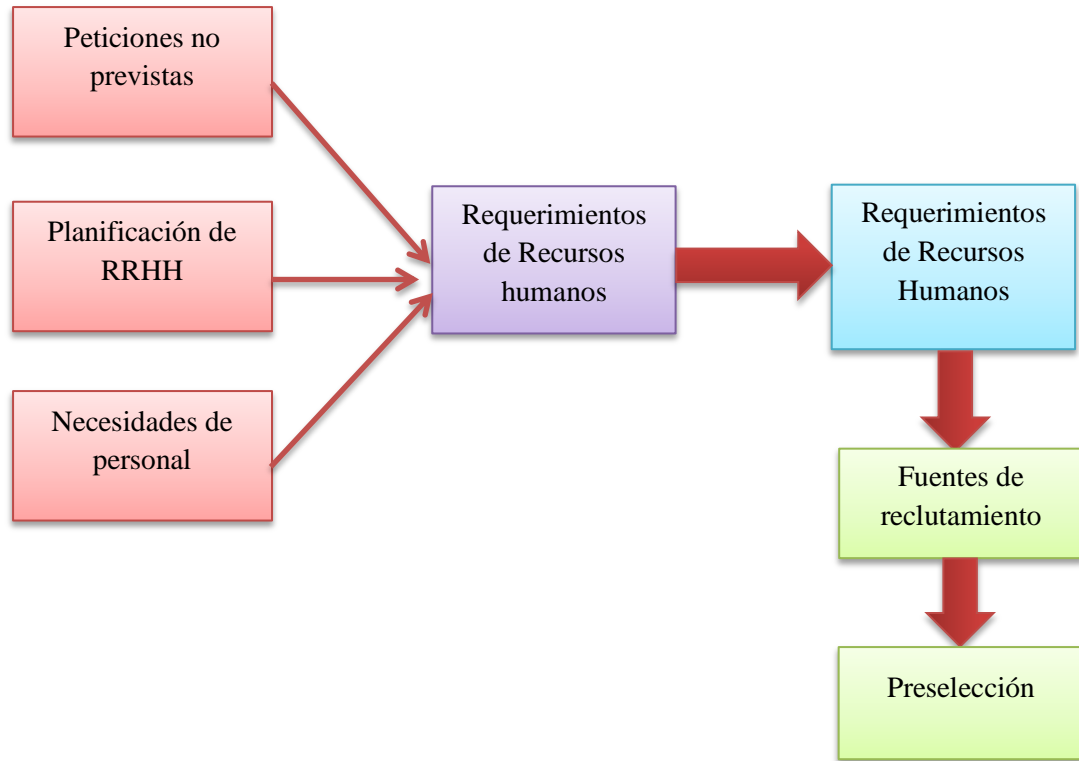 Peticiones no
previstas
Planificación de
RRHH
Necesidades de
personal
Requerimientos
de Recursos
humanos
Requerimientos
de Recursos
Humanos
Fuentes de
reclutamiento
Preselección